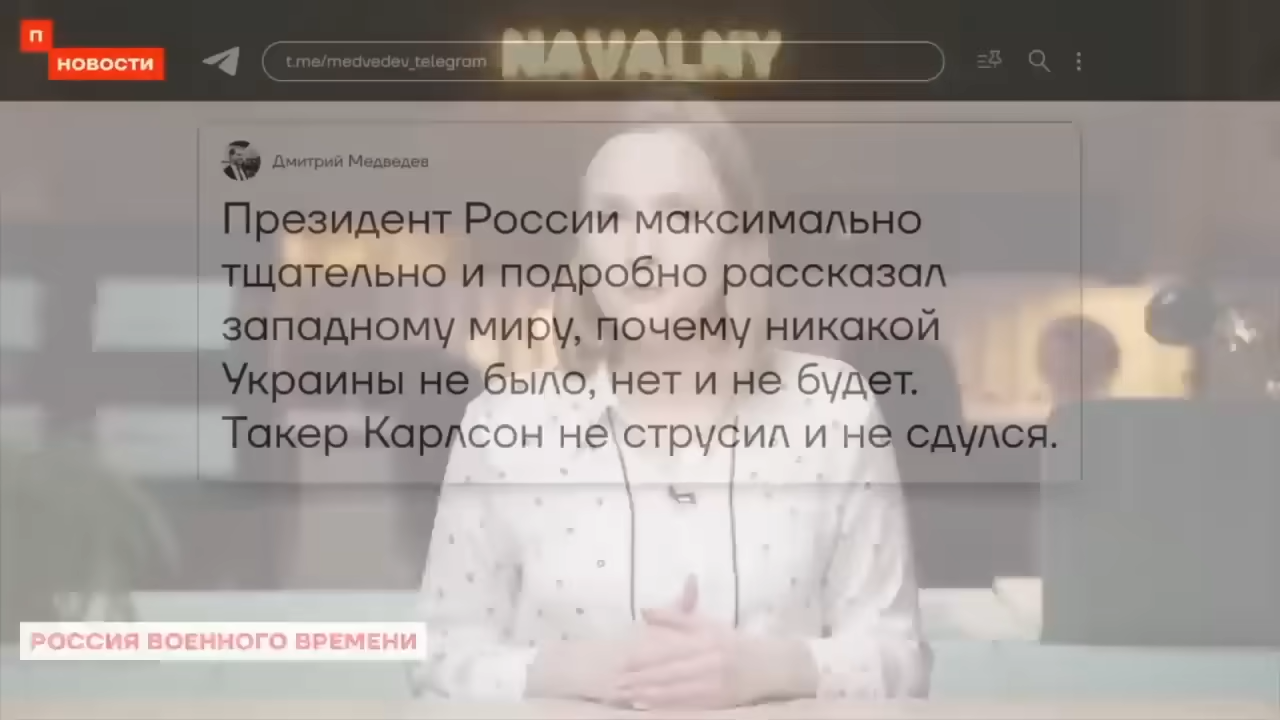 П
НОВОСТИ
t.me/medvedev_telegram
NAVALNY
Дмитрий Медведев
Президент России максимально
тщательно и подробно рассказал
западному миру, почему никакой
Украины не было, нет и не будет.
Такер Карлсон не струсил и не сдулся.
РОССИЯ ВОЕННОГО ВРЕМЕНИ